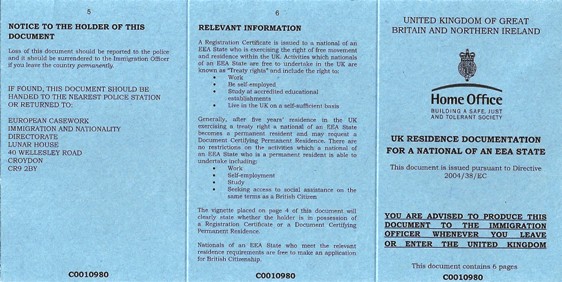 5
NOTICE TO THE HOLDER OF THIS
DOCUMENT
Loss of this document should be reported to the police
and it should be surrendered to the Immigration Officer
if you leave the country permanently.
IF FOUND, THIS DOCUMENT SHOULD BE
HANDED TO THE NEAREST POLICE STATION
OR RETURNED TO:
EUROPEAN CASEWORK
IMMIGRATION AND NATIONALITY
DIRECTORATE
LUNAR HOUSE
40 WELLESLEY ROAD
CROYDON
CR9 2BY
C0010980
6
RELEVANT INFORMATION
A Registration Certificate is issued to a national of an
EEA State who is exercising the right of free movement
and residence within the UK. Activities which nationals
of an EEA State are free to undertake in the UK are
known as "Treaty rights" and include the right to:
• Work
• Be self-employed
• Study at accredited educational
establishments
• Live in the UK on a self-sufficient basis
Generally, after five years' residence in the UK
exercising a treaty right a national of an EEA State
becomes a permanent resident and may request a
Document Certifying Permanent Residence. There are
no restrictions on the activities which a national of
an EEA State who is a permanent resident is able to
undertake including:
• Work
• Self-employment
• Study
• Seeking access to social assistance on the
same terms as a British Citizen
The vignette placed on page 4 of this document will
clearly state whether the holder is in possession of
a Registration Certificate or a Document Certifying
Permanent Residence.
Nationals of an EEA State who meet the relevant
residence requirements are free to make an application
for British Citizenship.
C0010980
UNITED KINGDOM OF GREAT
BRITAIN AND NORTHERN IRELAND
Home Office
BUILDING A SAFE, JUST
AND TOLERANT SOCIETY
UK RESIDENCE DOCUMENTATION
FOR A NATIONAL OF AN EEA STATE
This document is issued pursuant to Directive
2004/38/EC
YOU ARE ADVISED TO PRODUCE THIS
DOCUMENT TO THE IMMIGRATION
OFFICER WHENEVER YOU LEAVE
OR ENTER THE UNITED KINGDOM
This document contains 6 pages
C0010980